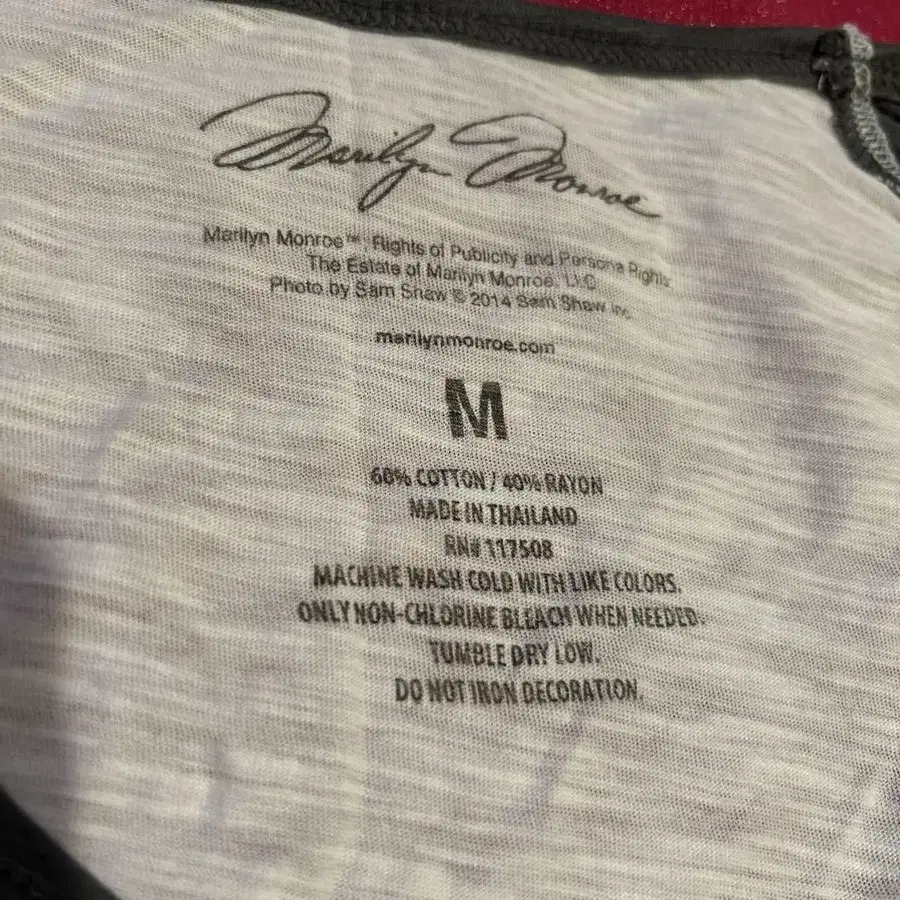 Marilyn Monroe
Marilyn Monroe™; Rights of Publicity and Persona Rights:
The Estate of Marilyn Monroe, LLC
Photo by Sam Shaw © 2014 Sam Shaw Inc.
marilynmonroe.com
M
60% COTTON / 40% RAYON
MADE IN THAILAND
RN# 117508
MACHINE WASH COLD WITH LIKE COLORS.
ONLY NON-CHLORINE BLEACH WHEN NEEDED.
TUMBLE DRY LOW.
DO NOT IRON DECORATION.